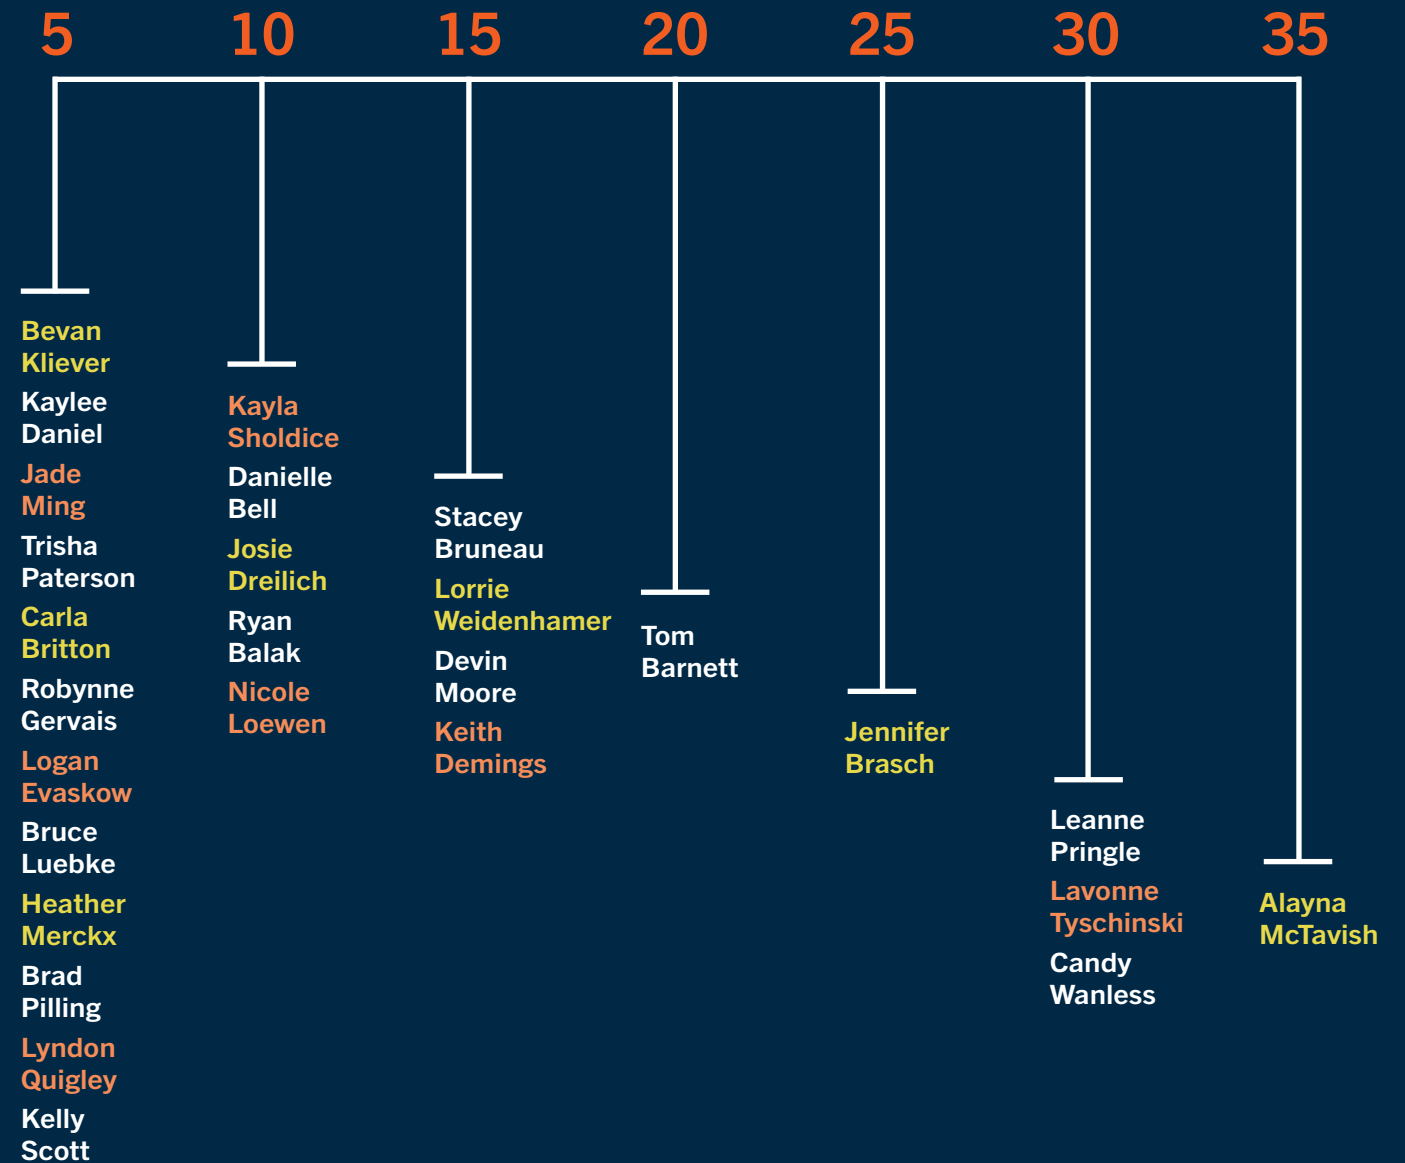 5
10
15
20
25
30
35
Bevan
Kliever
Kaylee
Daniel
Jade
Ming
Trisha
Paterson
Carla
Britton
Robynne
Gervais
Logan
Evaskow
Bruce
Luebke
Heather
Merckx
Brad
Pilling
Lyndon
Quigley
Kelly
Scott
Kayla
Sholdice
Danielle
Bell
Josie
Dreilich
Ryan
Balak
Nicole
Loewen
Stacey
Bruneau
Lorrie
Weidenhamer
Devin
Moore
Keith
Demings
Tom
Barnett
Jennifer
Brasch
Leanne
Pringle
Lavonne
Tyschinski
Candy
Wanless
Alayna
McTavish